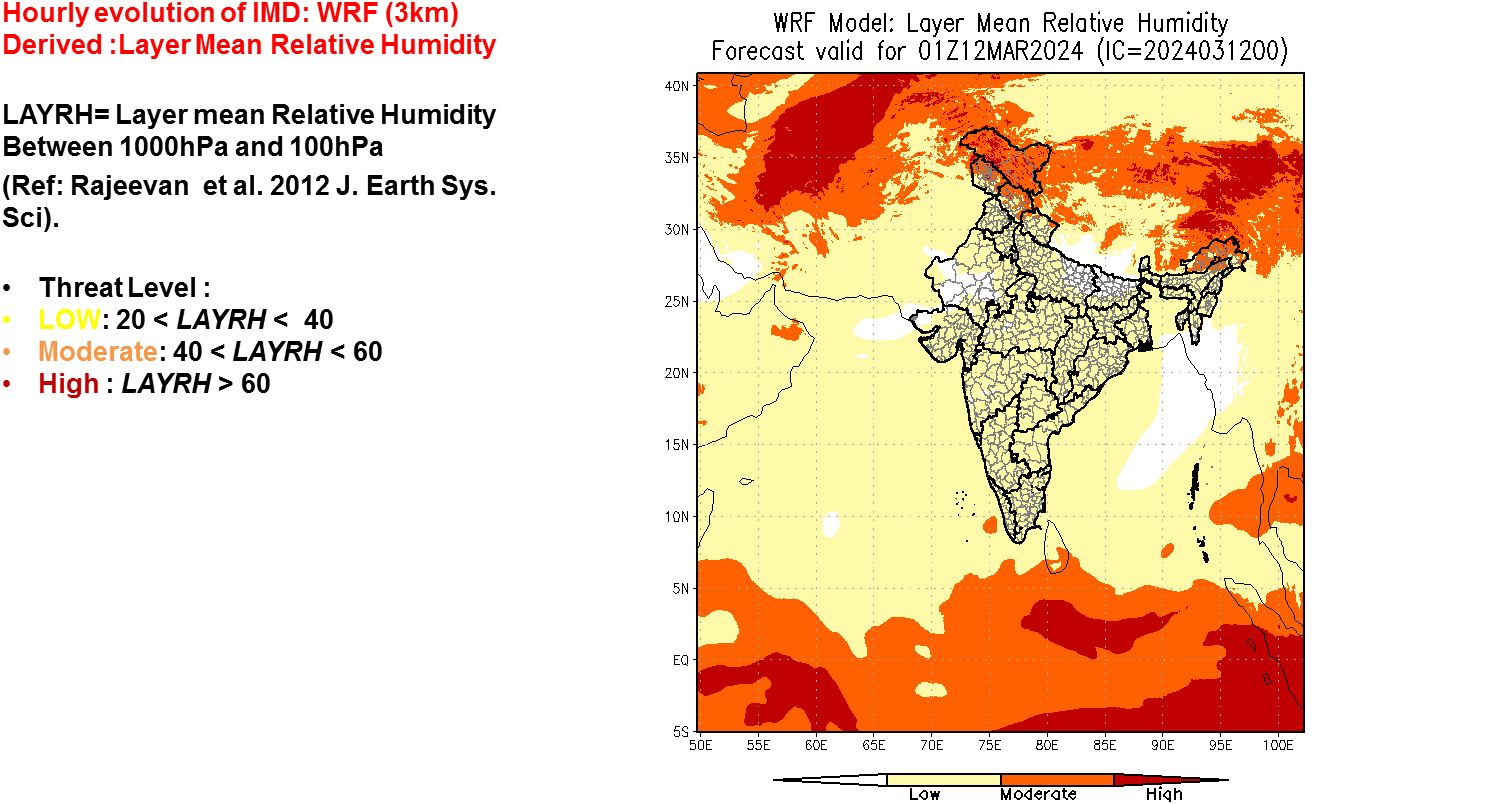 Hourly evolution of IMD: WRF (3km)
Derived :Layer Mean Relative Humidity
LAYRH= Layer mean Relative Humidity
Between 1000hPa and 100hPa
(Ref: Rajeevan et al. 2012 J. Earth Sys.
Sci).
• Threat Level :
• LOW: 20 < LAYRH < 40
• Moderate: 40 < LAYRH < 60
• High : LAYRH > 60
WRF Model: Layer Mean Relative Humidity
Forecast valid for 01Z12MAR2024 (IC=2024031200)
40N
35N
30N
25N
20N
15N
10N
5N
EQ
5S
50E 55E 60E 65E 70E 75E 80E 85E 90E 95E 100E
Low Moderate High